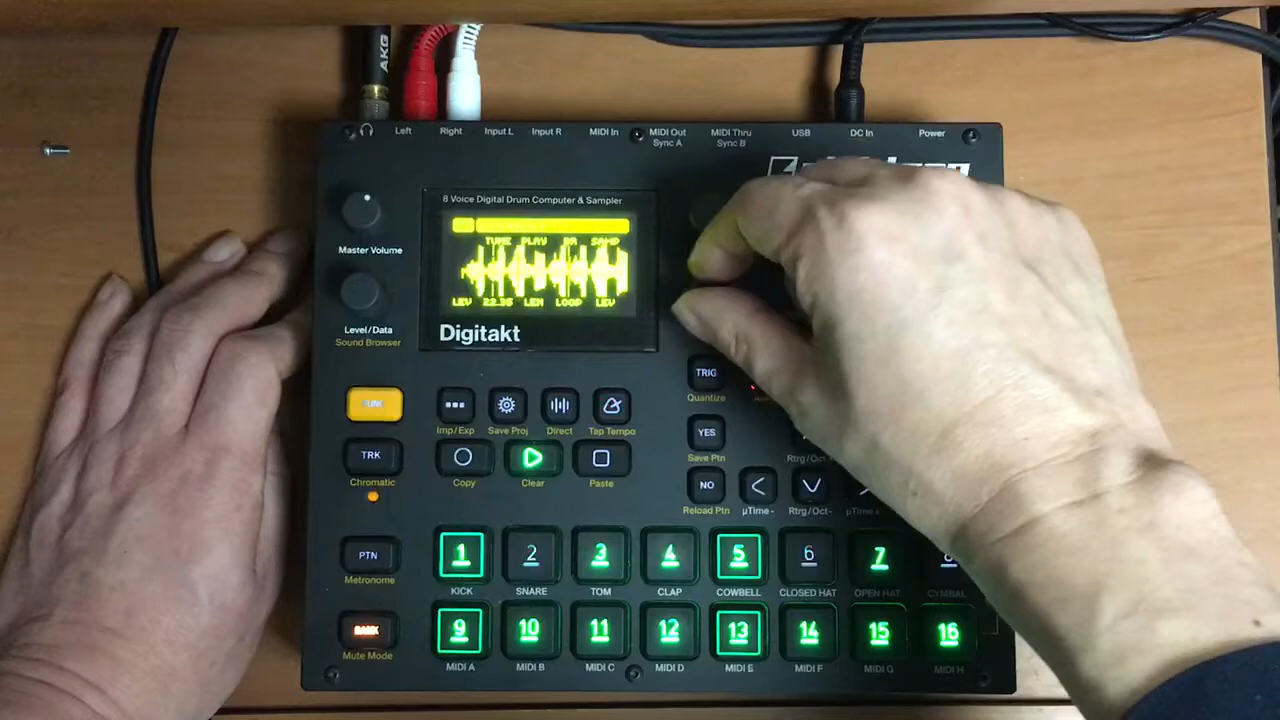 AKG
Left Right Input L Input R MIDI In MIDI Out MIDI Thru USB DC In Power
Sync A Sync B
8 Voice Digital Drum Computer & Sampler
TUNE PLAY BR SAMP
LEV 22.35 LEN LOOP LEV
Digitakt
Master Volume
Level/Data
Sound Browser
FUNC
TRK
Chromatic
PTN
Metronome
BANK
Mute Mode
Imp/Exp Save Proj Direct Tap Tempo
Copy Clear Paste
TRIG
Quantize
YES
Save Ptn Rtrg/Oct+
NO
Reload Ptn µTime- Rtrg/Oct- µTime+
1 2 3 4 5 6 7
KICK SNARE TOM CLAP COWBELL CLOSED HAT OPEN HAT CYMBAL
9 10 11 12 13 14 15 16
MIDI A MIDI B MIDI C MIDI D MIDI E MIDI F MIDI G MIDI H